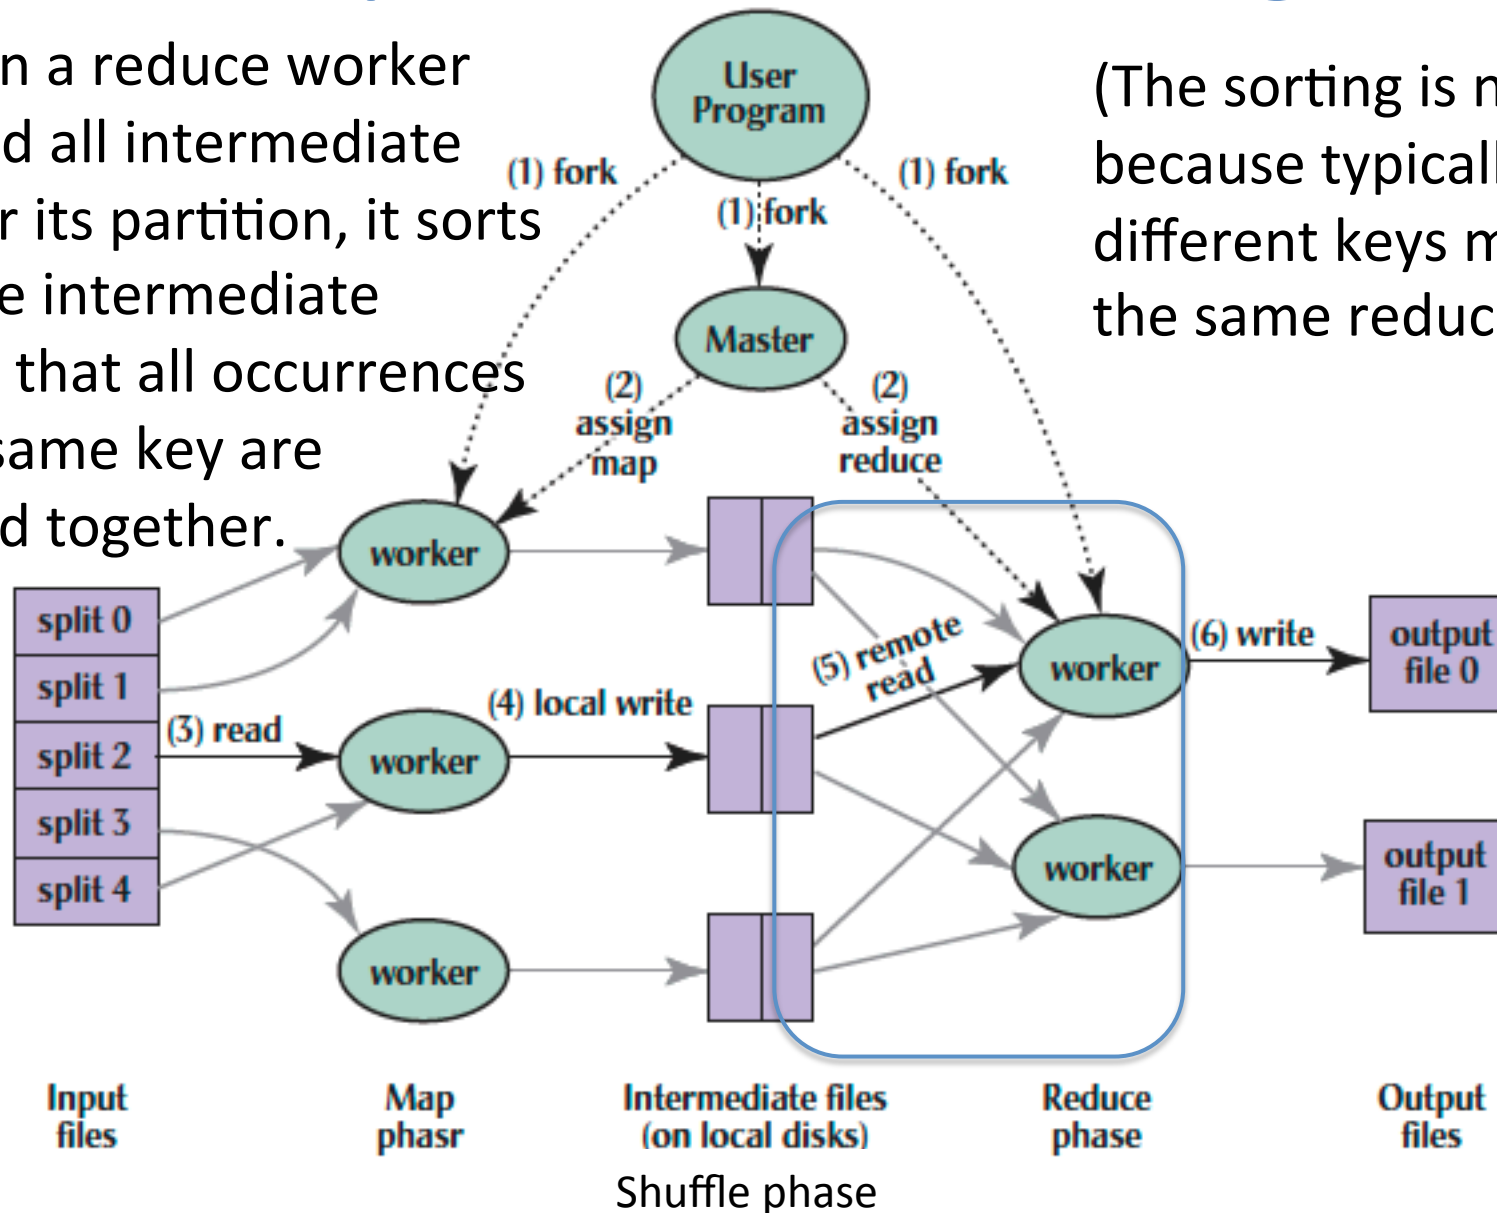 n a reduce worker
d all intermediate
r its partition, it sorts
e intermediate
that all occurrences
same key are
d together.
(The sorting is n
because typicall
different keys m
the same reduc
User
Program
(1) fork
(1) fork
(1) fork
Master
(2)
assign
map
(2)
assign
reduce
worker
worker
worker
split 0
split 1
split 2
split 3
split 4
(3) read
(4) local write
(5) remote
read
worker
worker
(6) write
output
file 0
output
file 1
Input
files
Map
phasr
Intermediate files
(on local disks)
Reduce
phase
Output
files
Shuffle phase